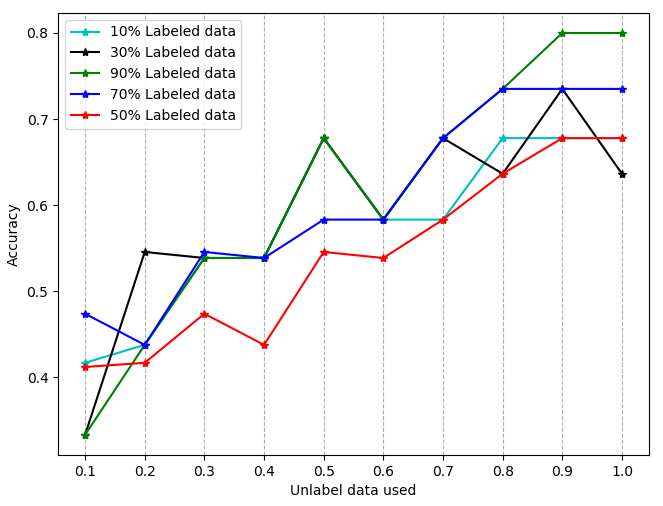 10% Labeled data
30% Labeled data
90% Labeled data
70% Labeled data
50% Labeled data
0.8
0.7
0.6
0.5
0.4
Accuracy
0.1 0.2 0.3 0.4 0.5 0.6 0.7 0.8 0.9 1.0
Unlabel data used